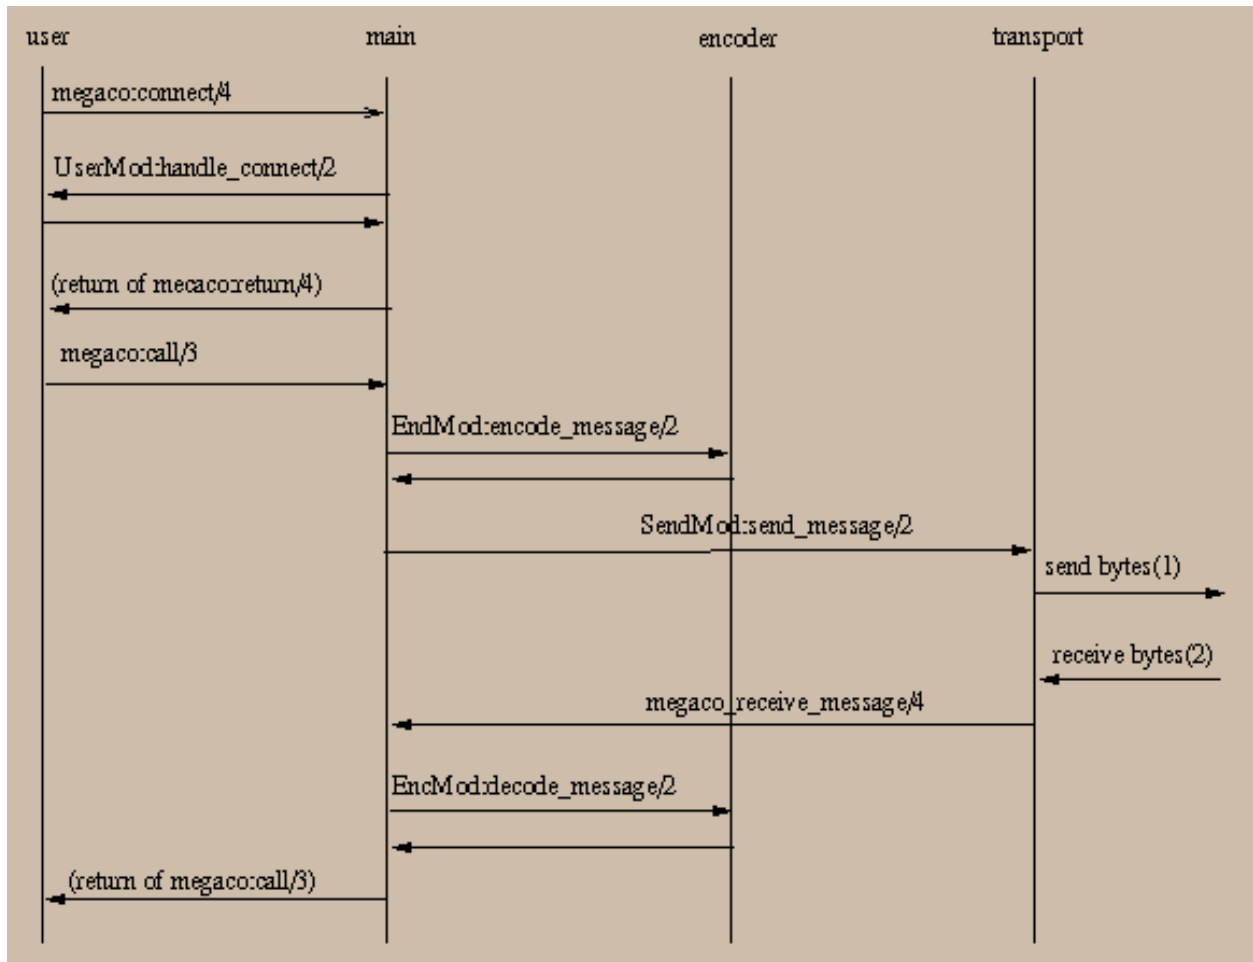 user
main
encoder
transport
megaco:connect/4
UserMod:handle_connect/2
(return of mecaco:return/4)
megaco:call/3
EndMod:encode_message/2
SendMod:send_message/2
send bytes(1)
receive bytes(2)
megaco_receive_message/4
EncMod:decode_message/2
(return of megaco:call/3)